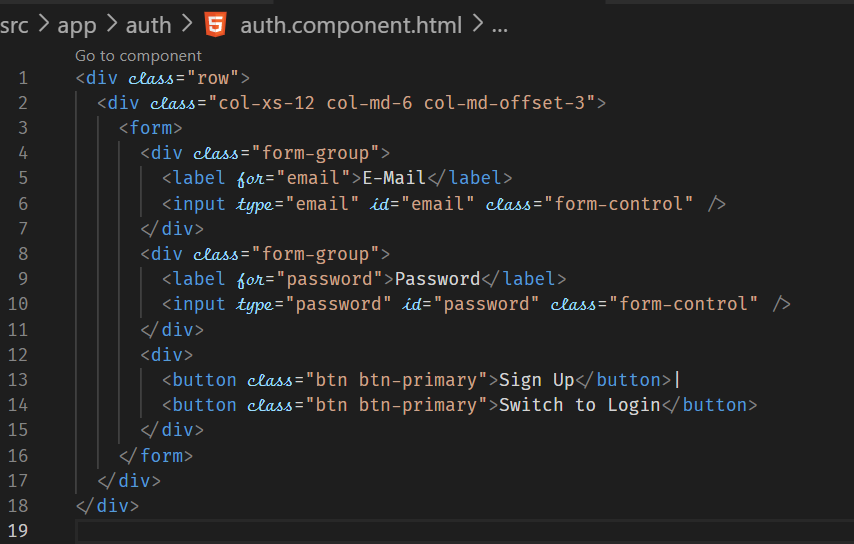 src > app > auth > auth.component.html > ...
Go to component
1 <div class="row">
2   <div class="col-xs-12 col-md-6 col-md-offset-3">
3     <form>
4       <div class="form-group">
5         <label for="email">E-Mail</label>
6         <input type="email" id="email" class="form-control" />
7       </div>
8       <div class="form-group">
9         <label for="password">Password</label>
10         <input type="password" id="password" class="form-control" />
11       </div>
12       <div>
13         <button class="btn btn-primary">Sign Up</button>|
14         <button class="btn btn-primary">Switch to Login</button>
15       </div>
16     </form>
17   </div>
18 </div>
19